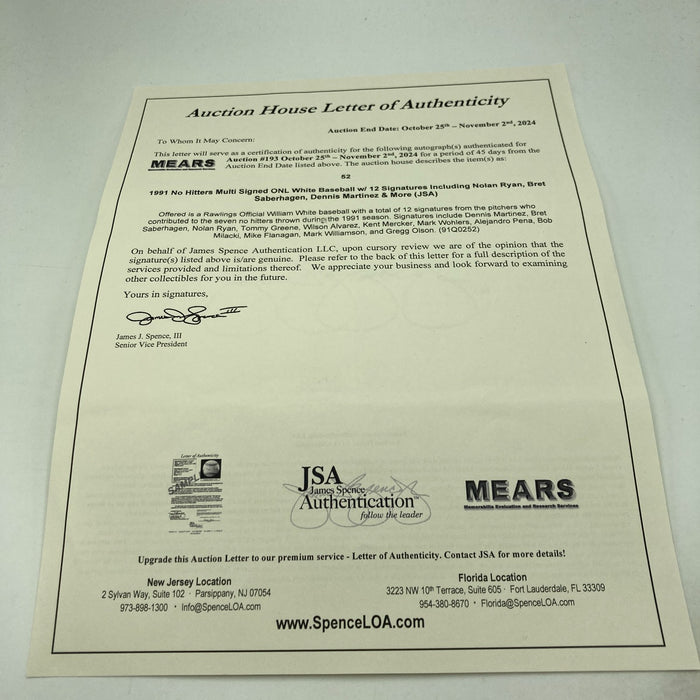 Auction House Letter of Authenticity
Auction End Date: October 25th – November 2nd, 2024
To Whom It May Concern:
This letter will serve as a certification of authenticity for the following autograph(s) authenticated for
MEARS Auction #193 October 25th – November 2nd, 2024 for a period of 45 days from the
Auction End Date listed above. The auction house describes the item(s) as:
52
1991 No Hitters Multi Signed ONL White Baseball w/ 12 Signatures Including Nolan Ryan, Bret
Saberhagen, Dennis Martinez & More (JSA)
Offered is a Rawlings Official William White baseball with a total of 12 signatures from the pitchers who
contributed to the seven no hitters thrown during the 1991 season. Signatures include Dennis Martinez, Bret
Saberhagen, Nolan Ryan, Tommy Greene, Wilson Alvarez, Kent Mercker, Mark Wohlers, Alejandro Pena, Bob
Milacki, Mike Flanagan, Mark Williamson, and Gregg Olson. (91Q0252)
On behalf of James Spence Authentication LLC, upon cursory review we are of the opinion that the
signature(s) listed above is/are genuine. Please refer to the back of this letter for a full description of the
services provided and limitations thereof. We appreciate your business and look forward to examining
other collectibles for you in the future.
Yours in signatures,
James J. Spence, III
Senior Vice President
Letter of Authenticity
SAMPLE
JSA
James Spence
Authentication
follow the leader
MEARS
Memorabilia Evaluation and Research Services
Upgrade this Auction Letter to our premium service - Letter of Authenticity. Contact JSA for more details!
New Jersey Location
2 Sylvan Way, Suite 102 · Parsippany, NJ 07054
973-898-1300 · Info@SpenceLOA.com
Florida Location
3223 NW 10th Terrace, Suite 605 · Fort Lauderdale, FL 33309
954-380-8670 · Florida@SpenceLOA.com
www.SpenceLOA.com